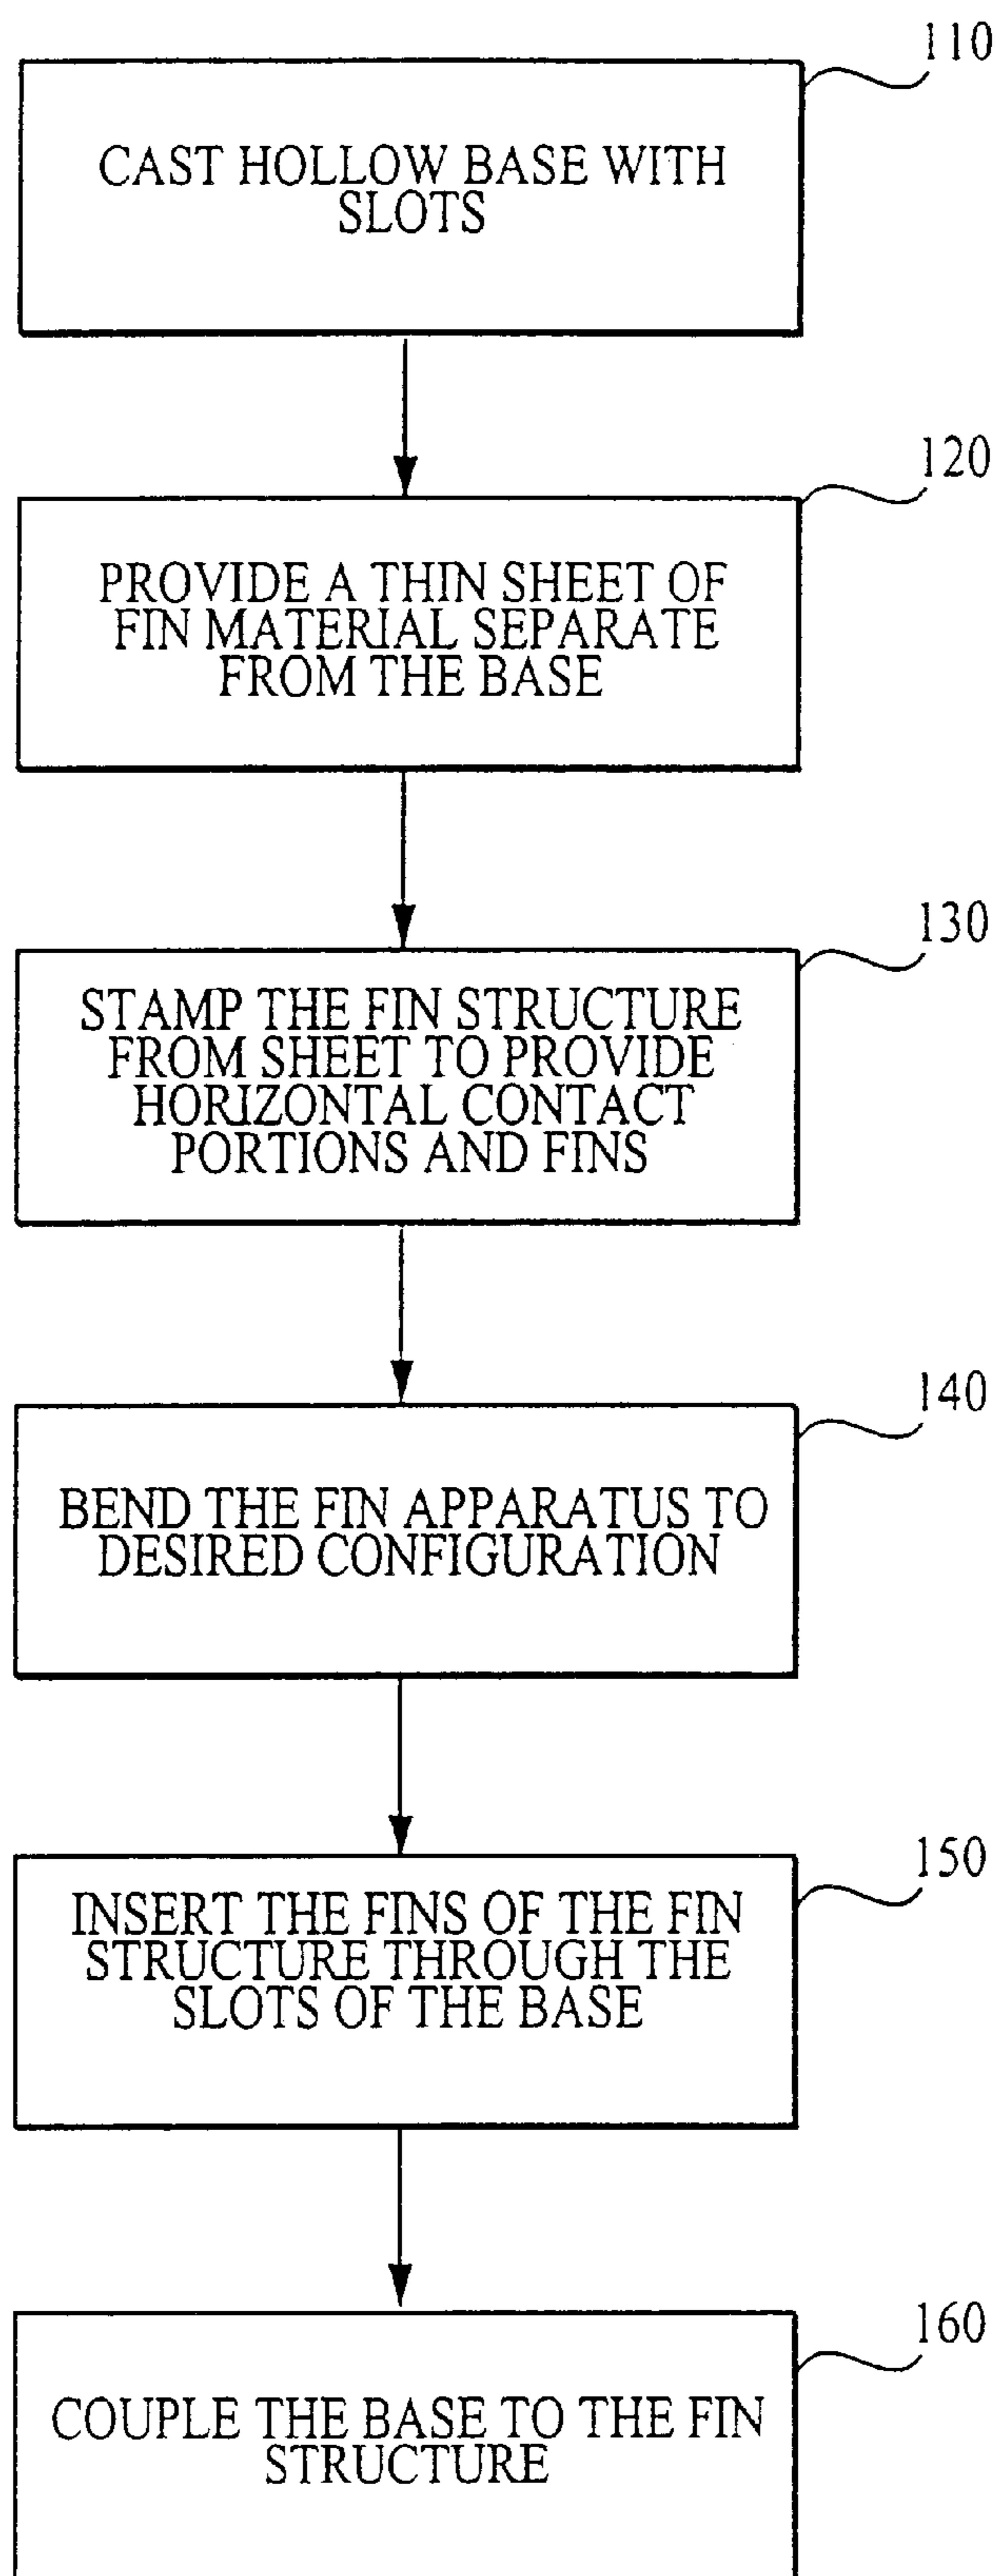 110
CAST HOLLOW BASE WITH
SLOTS
120
PROVIDE A THIN SHEET OF
FIN MATERIAL SEPARATE
FROM THE BASE
130
STAMP THE FIN STRUCTURE
FROM SHEET TO PROVIDE
HORIZONTAL CONTACT
PORTIONS AND FINS
140
BEND THE FIN APPARATUS TO
DESIRED CONFIGURATION
150
INSERT THE FINS OF THE FIN
STRUCTURE THROUGH THE
SLOTS OF THE BASE
160
COUPLE THE BASE TO THE FIN
STRUCTURE